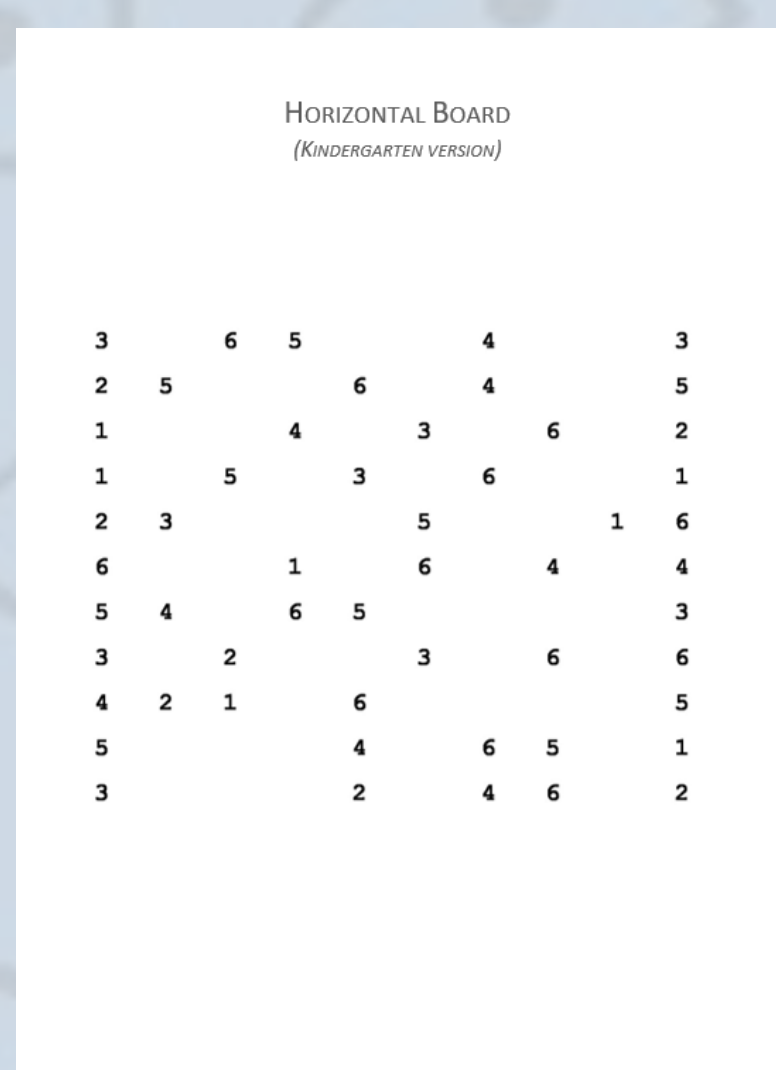 HORIZONTAL BOARD
(KINDERGARTEN VERSION)
3 6 5 4 3
2 5 6 4 5
1 4 3 6 2
1 5 3 6 1
2 3 5 1 6
6 1 6 4 4
5 4 6 5 3
3 2 3 6 6
4 2 1 6 5
5 4 6 5 1
3 2 4 6 2